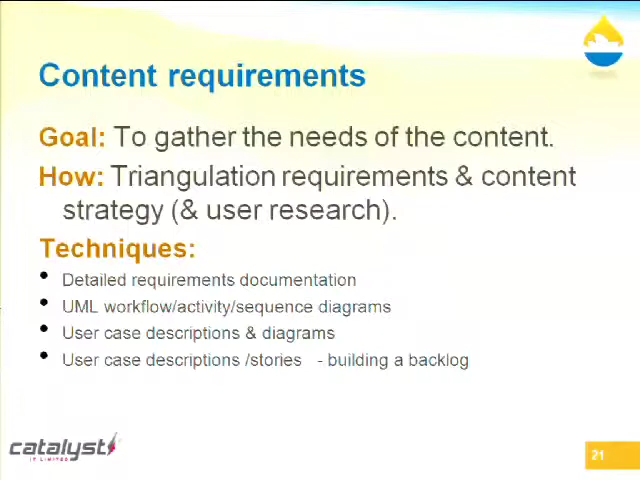 Content requirements
Goal: To gather the needs of the content.
How: Triangulation requirements & content
strategy (& user research).
Techniques:
• Detailed requirements documentation
• UML workflow/activity/sequence diagrams
• User case descriptions & diagrams
• User case descriptions /stories - building a backlog
catalyst
IT LIMITED
21